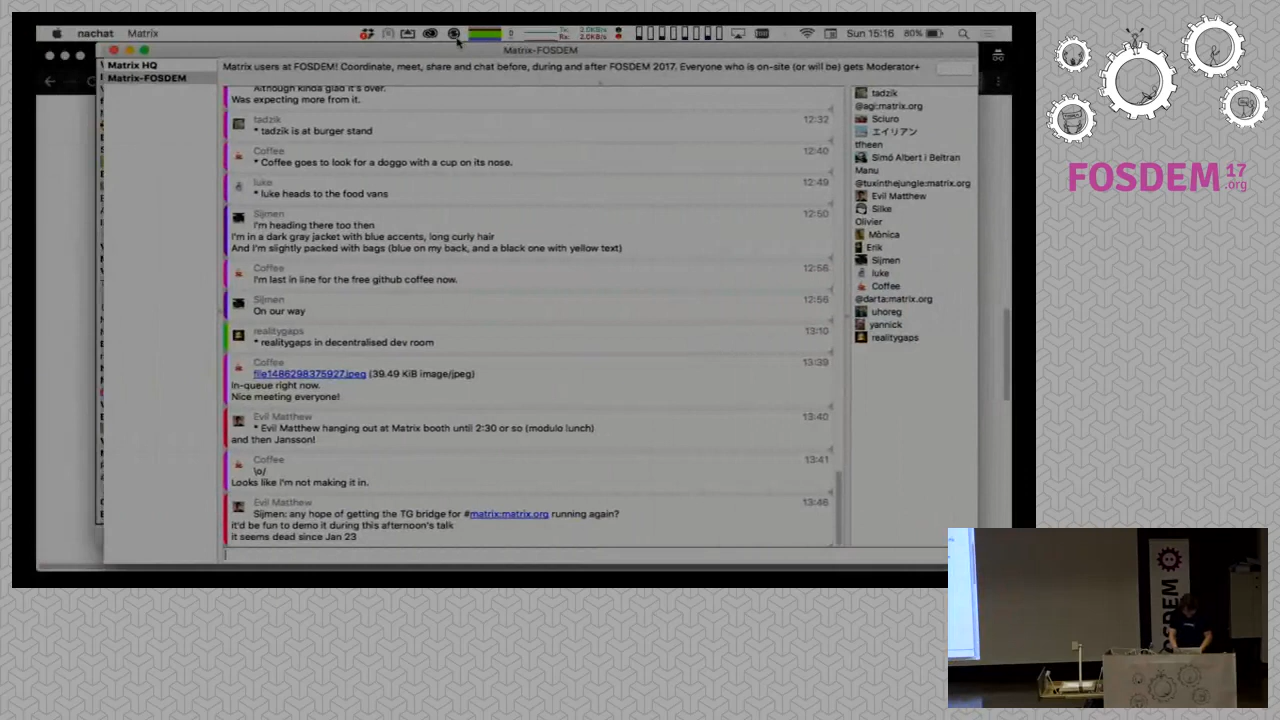 nachat Matrix
Tx: 2.0KB/s
Rx: 2.0KB/s
Sun 15:16 80%
Matrix-FOSDEM
Matrix HQ
Matrix-FOSDEM
Matrix users at FOSDEM! Coordinate, meet, share and chat before, during and after FOSDEM 2017. Everyone who is on-site (or will be) gets Moderator+
Although kinda glad it's over.
Was expecting more from it.
tadzik 12:32
* tadzik is at burger stand
Coffee 12:40
* Coffee goes to look for a doggo with a cup on its nose.
luke 12:49
* luke heads to the food vans
Sijmen 12:50
I'm heading there too then
I'm in a dark gray jacket with blue accents, long curly hair
And I'm slightly packed with bags (blue on my back, and a black one with yellow text)
Coffee 12:56
I'm last in line for the free github coffee now.
Sijmen 12:56
On our way
realitygaps 13:10
* realitygaps in decentralised dev room
Coffee 13:39
file1486298375927.jpeg (39.49 KiB image/jpeg)
In-queue right now.
Nice meeting everyone!
Evil Matthew 13:40
* Evil Matthew hanging out at Matrix booth until 2:30 or so (modulo lunch)
and then Jansson!
Coffee 13:41
\o/
Looks like I'm not making it in.
Evil Matthew 13:46
Sijmen: any hope of getting the TG bridge for #matrix:matrix.org running again?
it'd be fun to demo it during this afternoon's talk
it seems dead since Jan 23
tadzik
@agi:matrix.org
Sciuro
エイリアン
tfheen
Simó Albert i Beltran
Manu
@tuxinthejungle:matrix.org
Evil Matthew
Silke
Olivier
Mònica
Erik
Sijmen
luke
Coffee
@darta:matrix.org
uhoreg
yannick
realitygaps
FOSDEM 17
.org
OSDEM